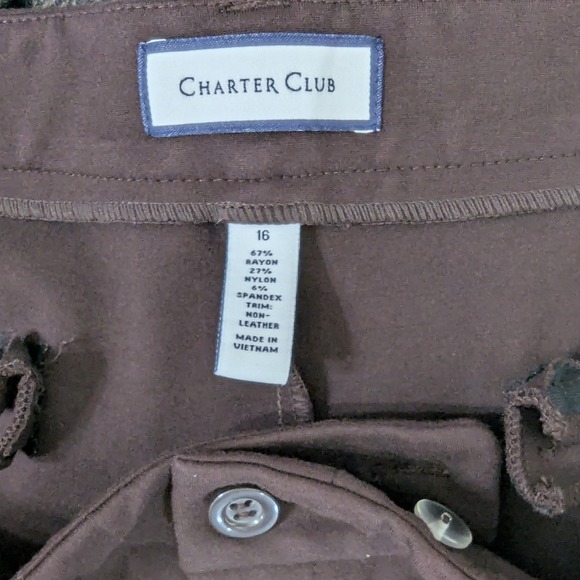 CHARTER CLUB
16
67%
RAYON
27%
NYLON
6%
SPANDEX
TRIM:
NON-
LEATHER
MADE IN
VIETNAM